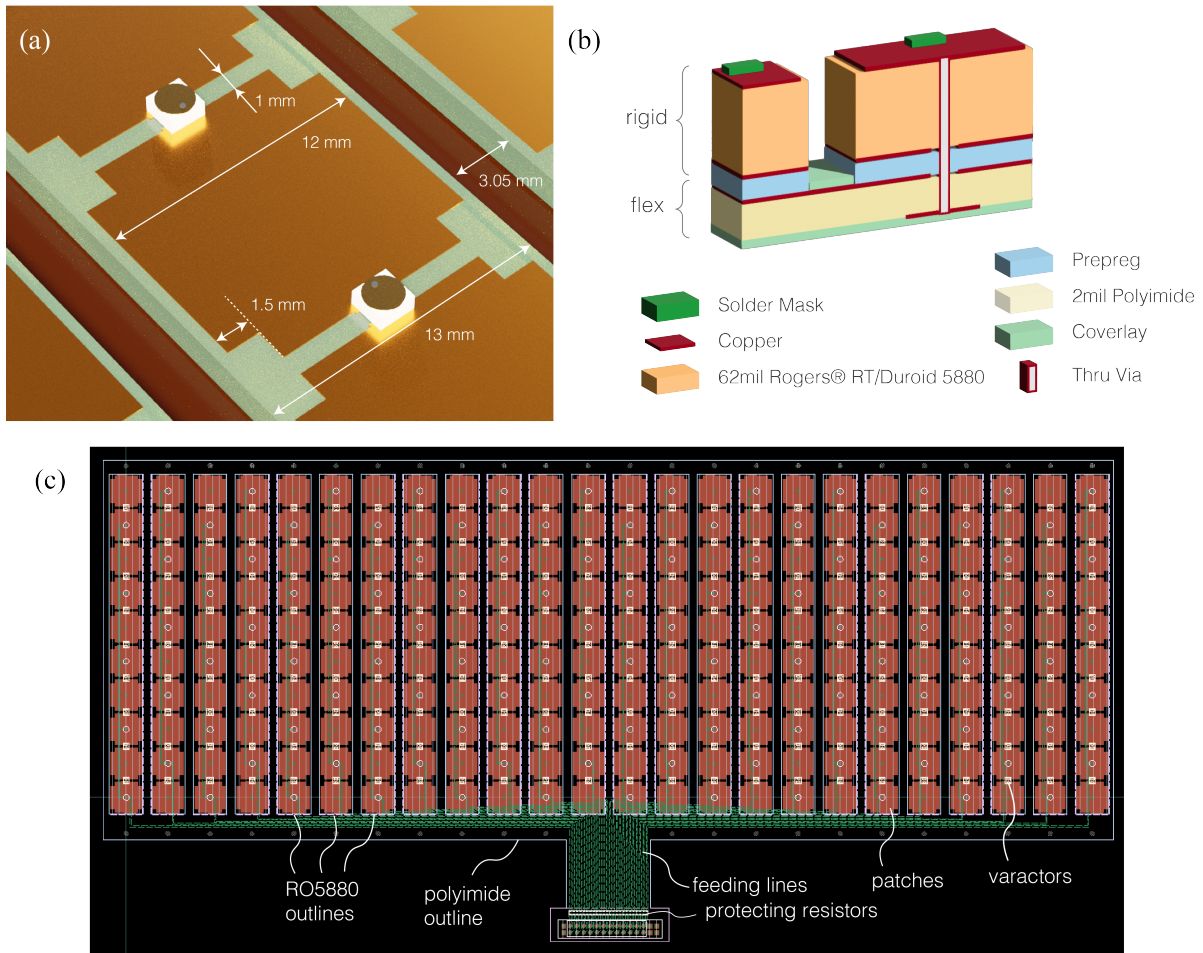 (a)
1 mm
12 mm
3.05 mm
1.5 mm
13 mm
(b)
rigid
flex
Solder Mask
Copper
62mil Rogers® RT/Duroid 5880
Prepreg
2mil Polyimide
Coverlay
Thru Via
(c)
RO5880
outlines
polyimide
outline
feeding lines
protecting resistors
patches
varactors